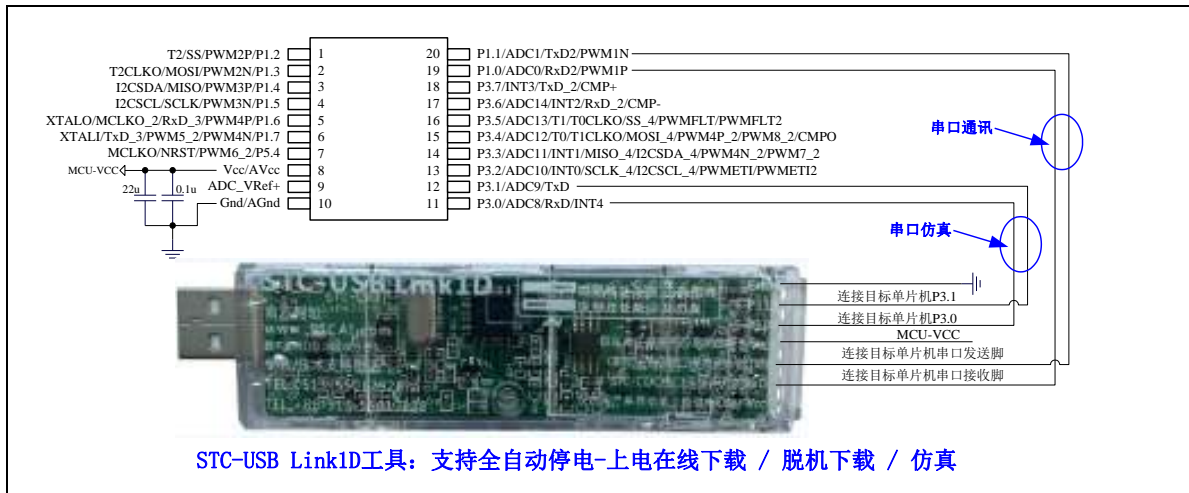 T2/SS/PWM2P/P1.2 1 20 P1.1/ADC1/TxD2/PWM1N
T2CLKO/MOSI/PWM2N/P1.3 2 19 P1.0/ADC0/RxD2/PWM1P
I2CSDA/MISO/PWM3P/P1.4 3 18 P3.7/INT3/TxD_2/CMP+
I2CSCL/SCLK/PWM3N/P1.5 4 17 P3.6/ADC14/INT2/RxD_2/CMP-
XTALO/MCLKO_2/RxD_3/PWM4P/P1.6 5 16 P3.5/ADC13/T1/T0CLKO/SS_4/PWMFLT/PWMFLT2
XTALI/TxD_3/PWM5_2/PWM4N/P1.7 6 15 P3.4/ADC12/T0/T1CLKO/MOSI_4/PWM4P_2/PWM8_2/CMPO
MCLKO/NRST/PWM6_2/P5.4 7 14 P3.3/ADC11/INT1/MISO_4/I2CSDA_4/PWM4N_2/PWM7_2
MCU-VCC Vcc/AVcc 8 13 P3.2/ADC10/INT0/SCLK_4/I2CSCL_4/PWMETI/PWMETI2
22u 0.1u ADC_VRef+ 9 12 P3.1/ADC9/TxD
Gnd/AGnd 10 11 P3.0/ADC8/RxD/INT4
串口通讯
串口仿真
STC-USB Link1D
连接目标单片机P3.1
连接目标单片机P3.0
MCU-VCC
连接目标单片机串口发送脚
连接目标单片机串口接收脚
STC-USB Link1D工具：支持全自动停电-上电在线下载 / 脱机下载 / 仿真